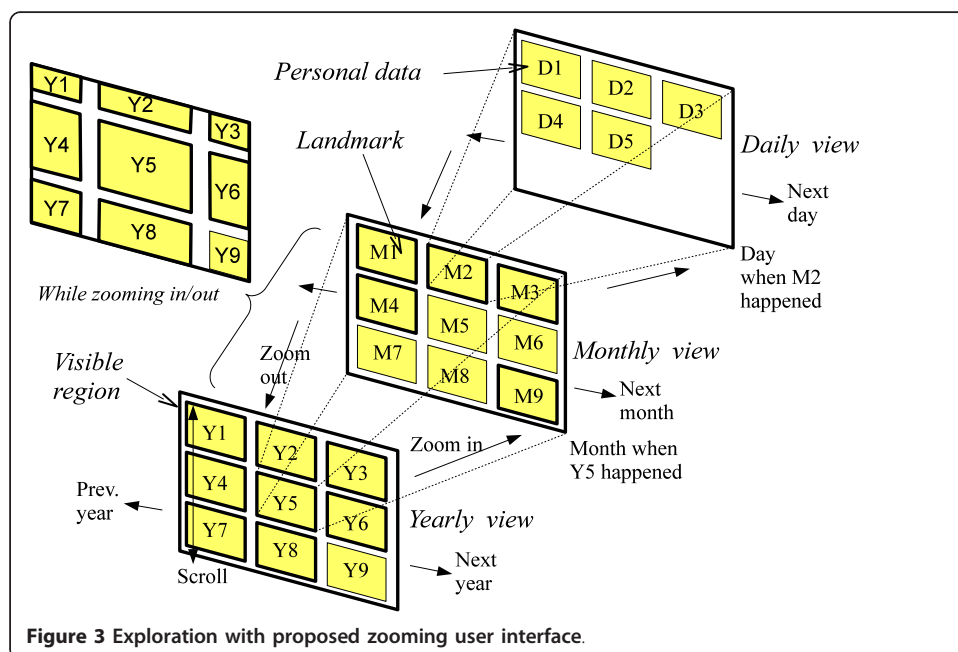 Personal data
D1
D2
D3
D4
D5
Daily view
Next
day
Day
when M2
happened
Y1
Y2
Y3
Y4
Y5
Y6
Y7
Y8
Y9
While zooming in/out
Landmark
M1
M2
M3
M4
M5
M6
M7
M8
M9
Monthly view
Next
month
Month when
Y5 happened
Zoom
out
Zoom in
Visible
region
Y1
Y2
Y3
Y4
Y5
Y6
Y7
Y8
Y9
Yearly view
Prev.
year
Next
year
Scroll
Figure 3 Exploration with proposed zooming user interface.